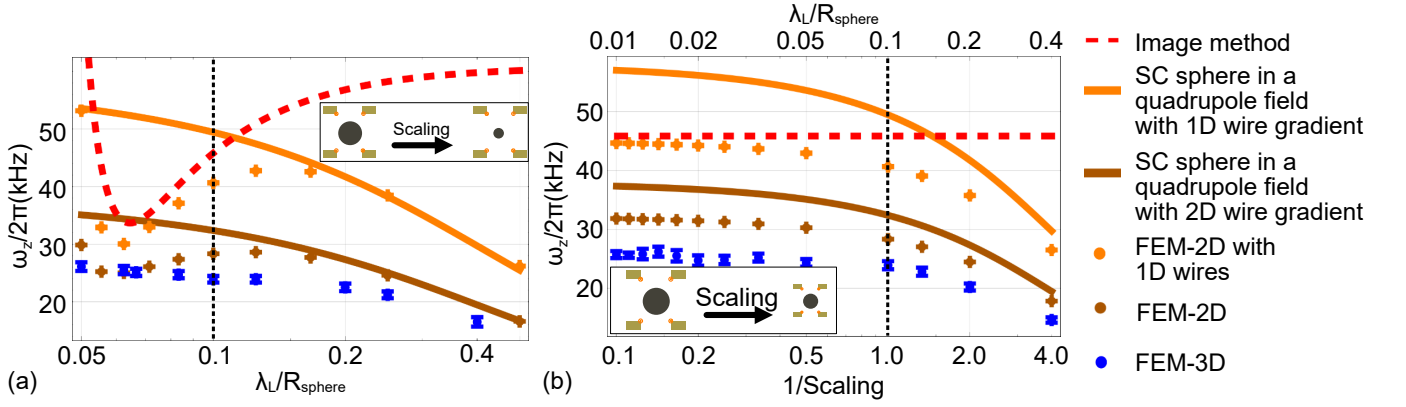 λL/Rsphere
0.01 0.02 0.05 0.1 0.2 0.4
50
40
30
20
ωz/2π(kHz)
Scaling
0.05 0.1 0.2 0.4
(a)
λL/Rsphere
50
40
30
20
ωz/2π(kHz)
Scaling
0.1 0.2 0.5 1.0 2.0 4.0
(b)
1/Scaling
Image method
SC sphere in a
quadrupole field
with 1D wire gradient
SC sphere in a
quadrupole field
with 2D wire gradient
FEM-2D with
1D wires
FEM-2D
FEM-3D